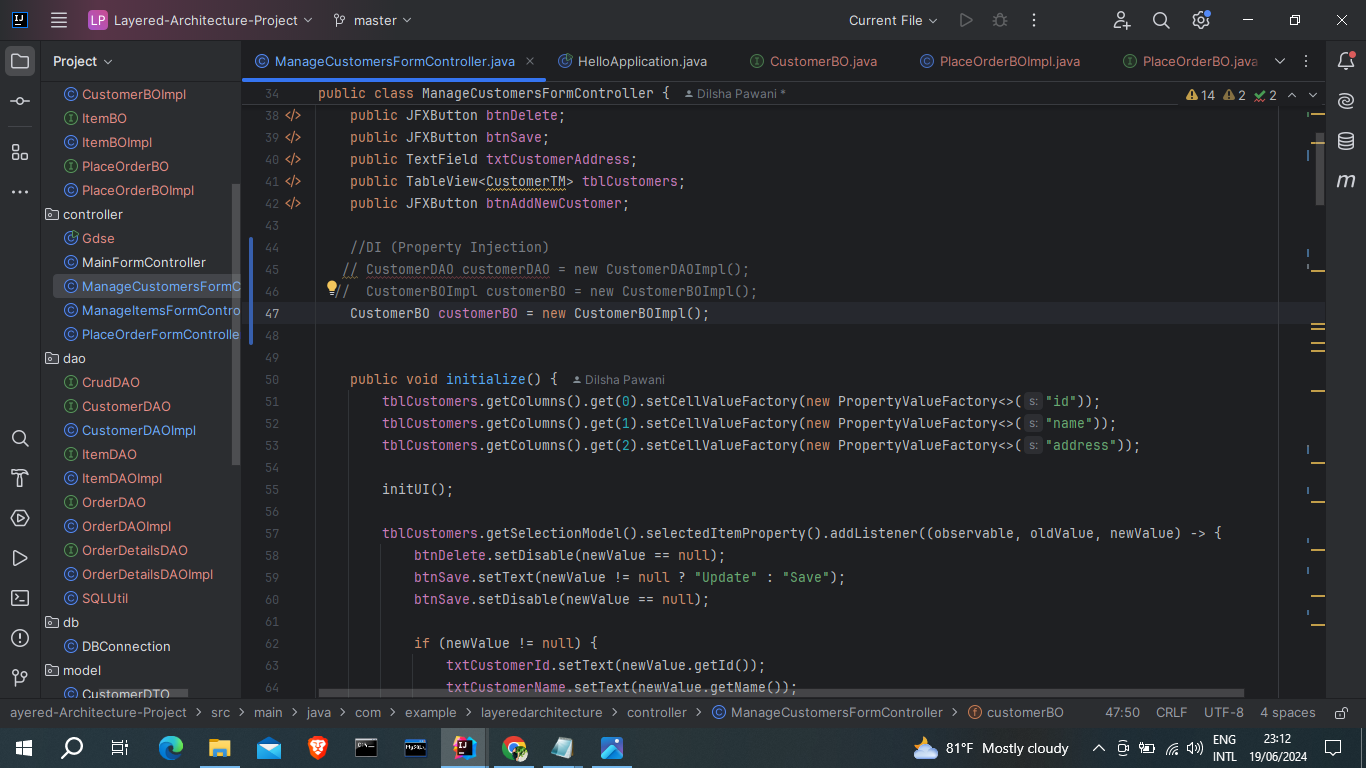 LP Layered-Architecture-Project master Current File
Project
ManageCustomersFormController.java HelloApplication.java CustomerBO.java PlaceOrderBOImpl.java PlaceOrderBO.java
CustomerBOImpl
ItemBO
ItemBOImpl
PlaceOrderBO
PlaceOrderBOImpl
controller
Gdse
MainFormController
ManageCustomersFormC
ManageItemsFormContro
PlaceOrderFormControlle
dao
CrudDAO
CustomerDAO
CustomerDAOImpl
ItemDAO
ItemDAOImpl
OrderDAO
OrderDAOImpl
OrderDetailsDAO
OrderDetailsDAOImpl
SQLUtil
db
DBConnection
model
CustomerDTO
34 public class ManageCustomersFormController { Dilsha Pawani *
14 2 2
38 </> public JFXButton btnDelete;
39 </> public JFXButton btnSave;
40 </> public TextField txtCustomerAddress;
41 </> public TableView<CustomerTM> tblCustomers;
42 </> public JFXButton btnAddNewCustomer;
43
44 //DI (Property Injection)
45 // CustomerDAO customerDAO = new CustomerDAOImpl();
46 // CustomerBOImpl customerBO = new CustomerBOImpl();
47 CustomerBO customerBO = new CustomerBOImpl();
48
49
50 public void initialize() { Dilsha Pawani
51 tblCustomers.getColumns().get(0).setCellValueFactory(new PropertyValueFactory<>( s: "id"));
52 tblCustomers.getColumns().get(1).setCellValueFactory(new PropertyValueFactory<>( s: "name"));
53 tblCustomers.getColumns().get(2).setCellValueFactory(new PropertyValueFactory<>( s: "address"));
54
55 initUI();
56
57 tblCustomers.getSelectionModel().selectedItemProperty().addListener((observable, oldValue, newValue) -> {
58 btnDelete.setDisable(newValue == null);
59 btnSave.setText(newValue != null ? "Update" : "Save");
60 btnSave.setDisable(newValue == null);
61
62 if (newValue != null) {
63 txtCustomerId.setText(newValue.getId());
64 txtCustomerName.setText(newValue.getName());
ayered-Architecture-Project > src > main > java > com > example > layeredarchitecture > controller > ManageCustomersFormController > customerBO 47:50 CRLF UTF-8 4 spaces
81°F Mostly cloudy ENG INTL 23:12 19/06/2024